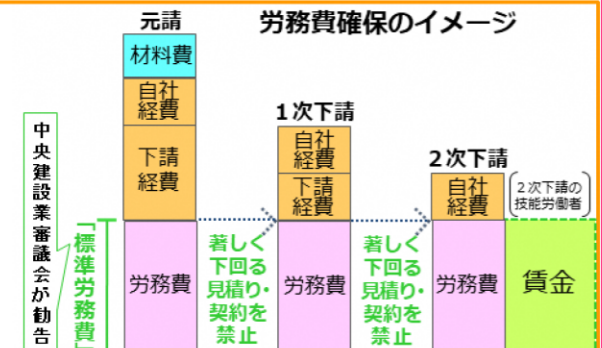 労務費確保のイメージ
元請
材料費
自社
経費
下請
経費
労務費
1次下請
自社
経費
下請
経費
労務費
2次下請
自社
経費
労務費
(2次下請の
技能労働者)
賃金
著しく
下回る
見積り・
契約を
禁止
著しく
下回る
見積り・
契約を
禁止
中央建設業審議会が勧告
「標準労務費」